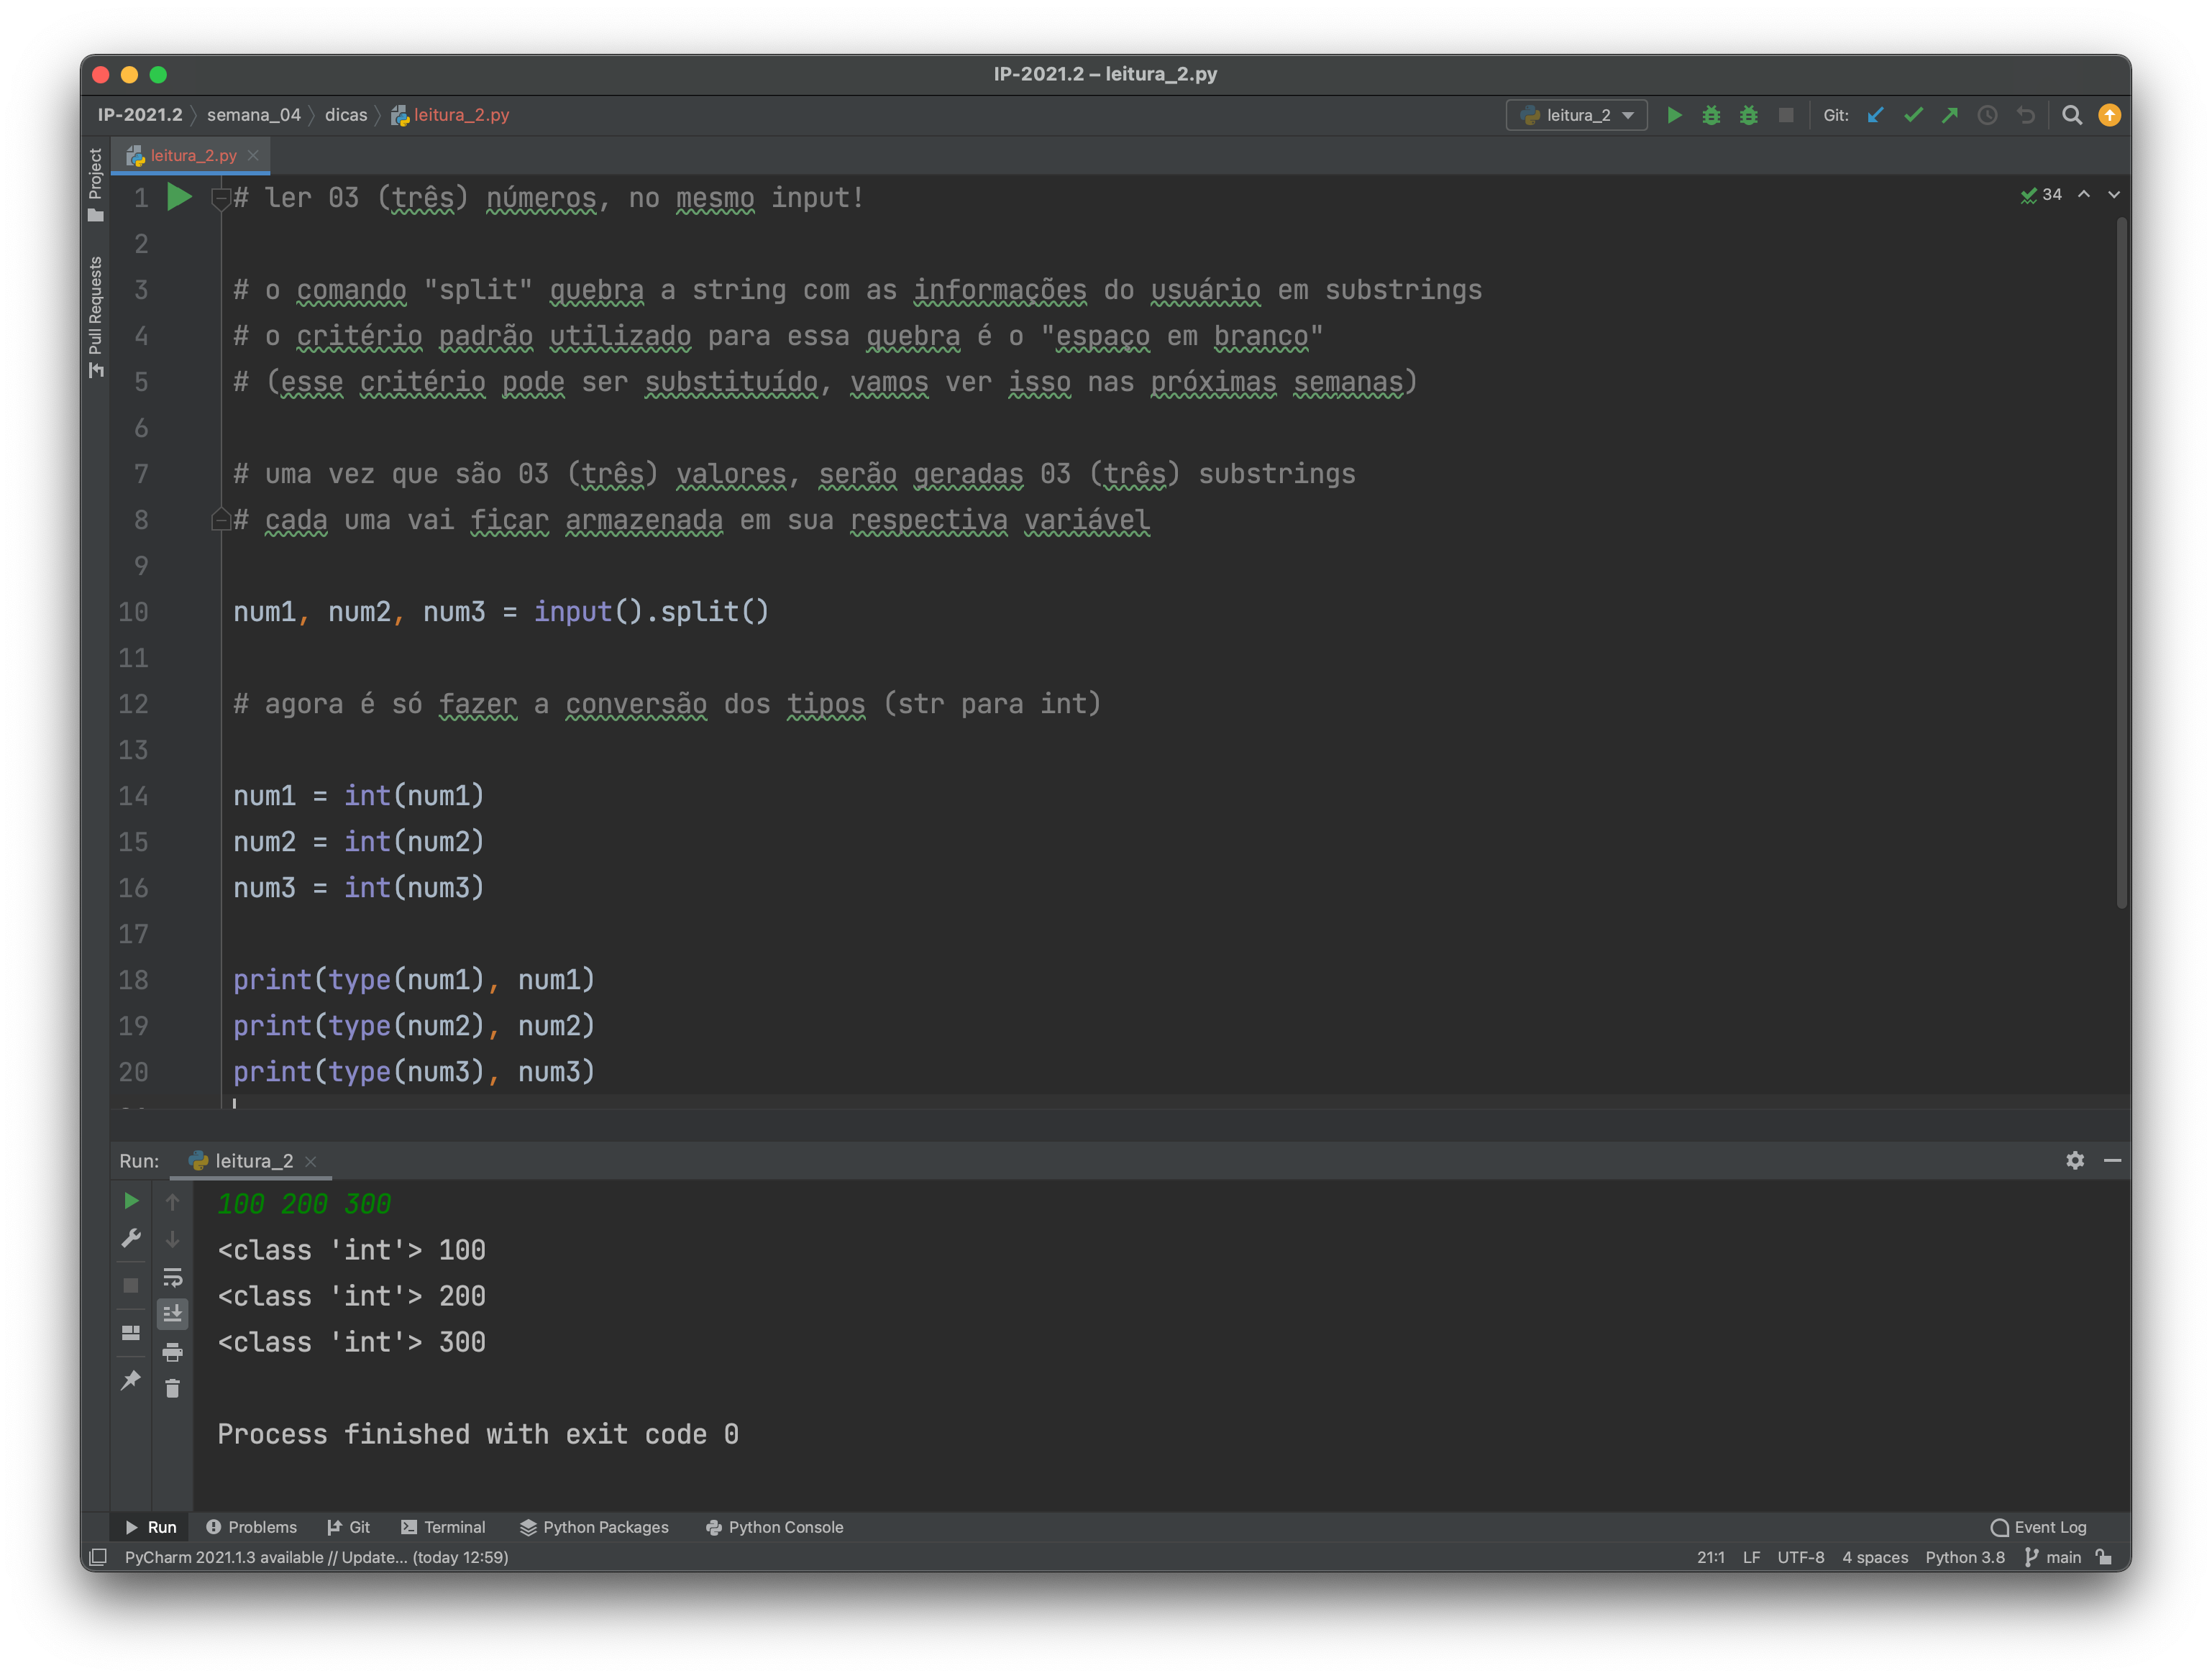 IP-2021.2 – leitura_2.py
IP-2021.2 semana_04 dicas leitura_2.py leitura_2 Git:
leitura_2.py
Project
Pull Requests
34
1 # ler 03 (três) números, no mesmo input!
2
3 # o comando "split" quebra a string com as informações do usuário em substrings
4 # o critério padrão utilizado para essa quebra é o "espaço em branco"
5 # (esse critério pode ser substituído, vamos ver isso nas próximas semanas)
6
7 # uma vez que são 03 (três) valores, serão geradas 03 (três) substrings
8 # cada uma vai ficar armazenada em sua respectiva variável
9
10 num1, num2, num3 = input().split()
11
12 # agora é só fazer a conversão dos tipos (str para int)
13
14 num1 = int(num1)
15 num2 = int(num2)
16 num3 = int(num3)
17
18 print(type(num1), num1)
19 print(type(num2), num2)
20 print(type(num3), num3)
Run: leitura_2
100 200 300
<class 'int'> 100
<class 'int'> 200
<class 'int'> 300
Process finished with exit code 0
Run Problems Git Terminal Python Packages Python Console Event Log
PyCharm 2021.1.3 available // Update... (today 12:59) 21:1 LF UTF-8 4 spaces Python 3.8 main